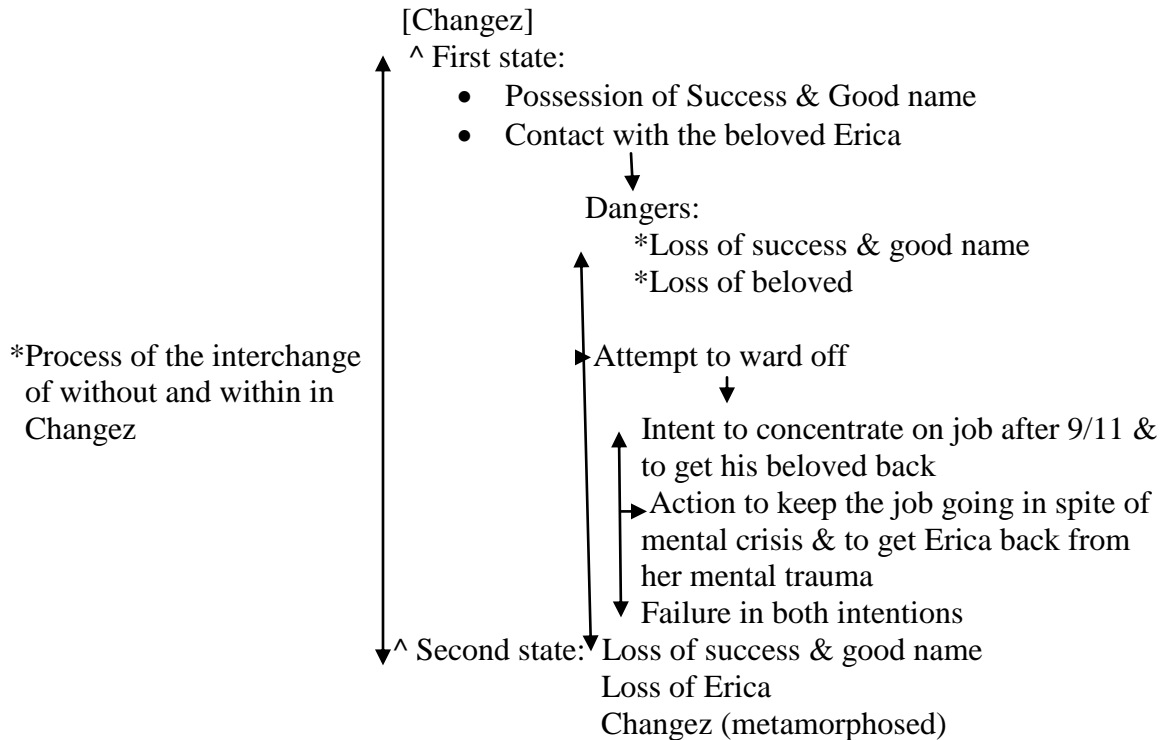 [Changez]
^ First state:
• Possession of Success & Good name
• Contact with the beloved Erica
Dangers:
*Loss of success & good name
*Loss of beloved
*Process of the interchange
of without and within in
Changez
Attempt to ward off
Intent to concentrate on job after 9/11 &
to get his beloved back
Action to keep the job going in spite of
mental crisis & to get Erica back from
her mental trauma
Failure in both intentions
^ Second state: Loss of success & good name
Loss of Erica
Changez (metamorphosed)